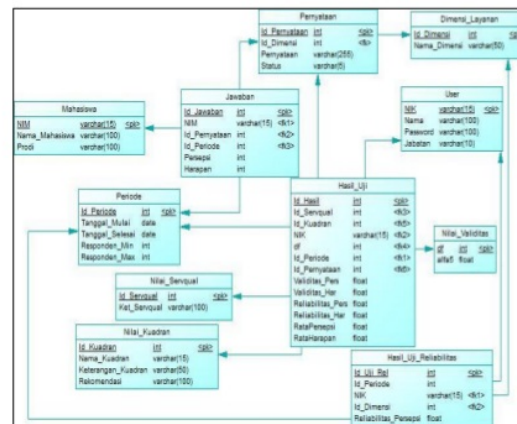 Pernyataan
Id_Pernyataan int <pk>
Id_Dimensi int <fk>
Pernyataan varchar(255)
Status varchar(5)
Dimensi_Layanan
Id_Dimensi int <pk>
Nama_Dimensi varchar(50)
Mahasiswa
NIM varchar(15) <pk>
Nama_Mahasiswa varchar(100)
Prodi varchar(100)
Jawaban
Id_Jawaban int <pk>
NIM varchar(15) <fk1>
Id_Pernyataan int <fk2>
Id_Periode int <fk3>
Persepsi int
Harapan int
User
NIK varchar(15) <pk>
Nama varchar(100)
Password varchar(100)
Jabatan varchar(10)
Periode
Id_Periode int <pk>
Tanggal_Mulai date
Tanggal_Selesai date
Responden_Min int
Responden_Max int
Hasil_Uji
Id_Hasil int <pk>
Id_Servqual int <fk3>
Id_Kuadran int <fk5>
NIK varchar(15) <fk2>
df int <fk4>
Id_Periode int <fk1>
Id_Pernyataan int <fk6>
Validitas_Pers float
Validitas_Har float
Reliabilitas_Pers float
Reliabilitas_Har float
RataPersepsi float
RataHarapan float
Nilai_Validitas
df int <pk>
alfa5 float
Nilai_Servqual
Id_Servqual int <pk>
Kat_Servqual varchar(100)
Nilai_Kuadran
Id_Kuadran int <pk>
Nama_Kuadran varchar(15)
Keterangan_Kuadran varchar(50)
Rekomendasi varchar(100)
Hasil_Uji_Reliabilitas
Id_Uji_Rel int <pk>
Id_Periode int
NIK varchar(15) <fk1>
Id_Dimensi int <fk2>
Reliabilitas_Persepsi float